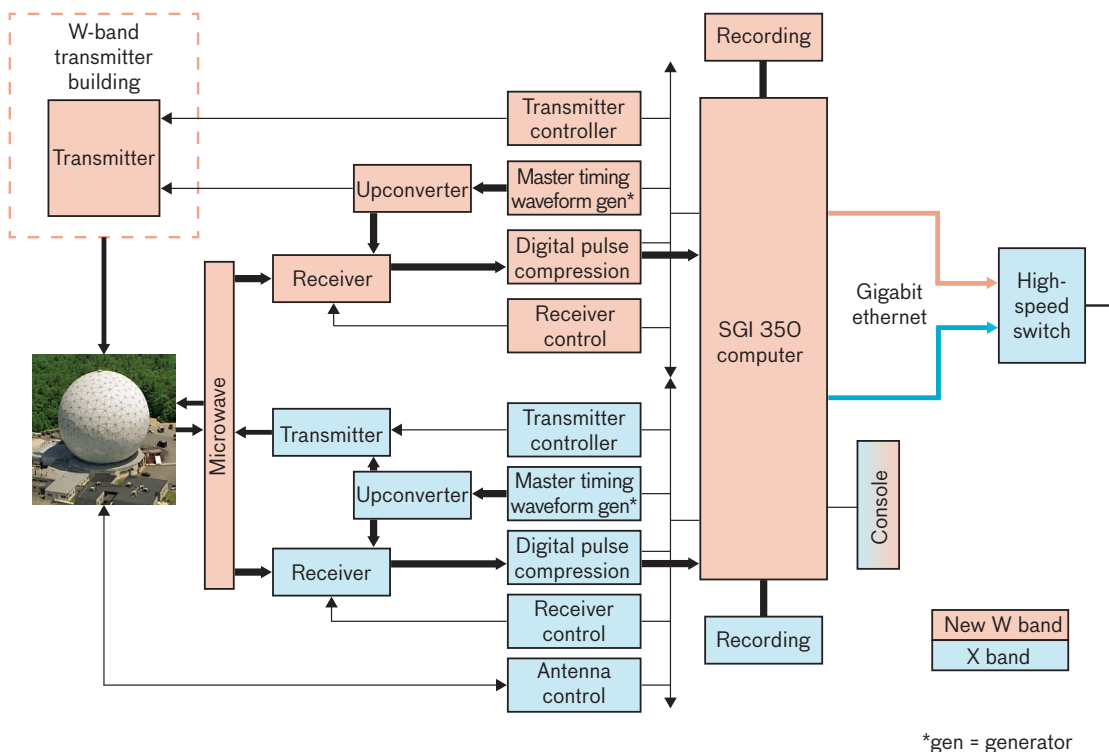 W-band
transmitter
building
Transmitter
Recording
Transmitter
controller
Upconverter
Master timing
waveform gen*
Receiver
Digital pulse
compression
Receiver
control
SGI 350
computer
Gigabit
ethernet
High-
speed
switch
Microwave
Transmitter
Transmitter
controller
Upconverter
Master timing
waveform gen*
Receiver
Digital pulse
compression
Receiver
control
Antenna
control
Console
Recording
New W band
X band
*gen = generator